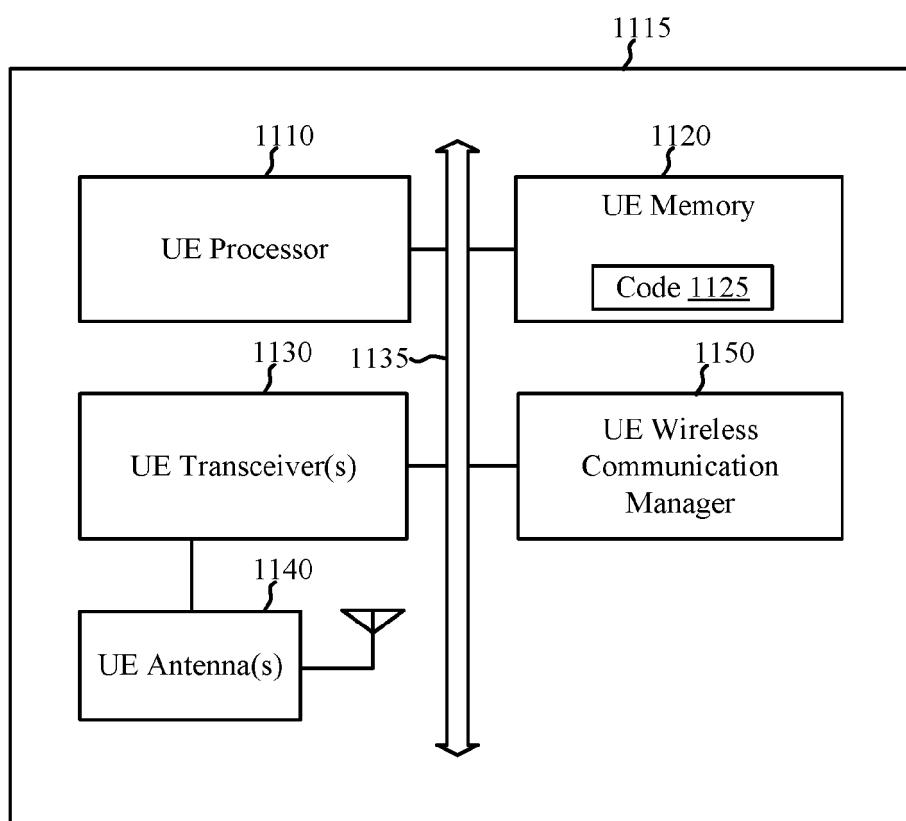 1115
1110
1120
UE Processor
UE Memory
Code 1125
1130
1135
1150
UE Transceiver(s)
UE Wireless
Communication
Manager
1140
UE Antenna(s)